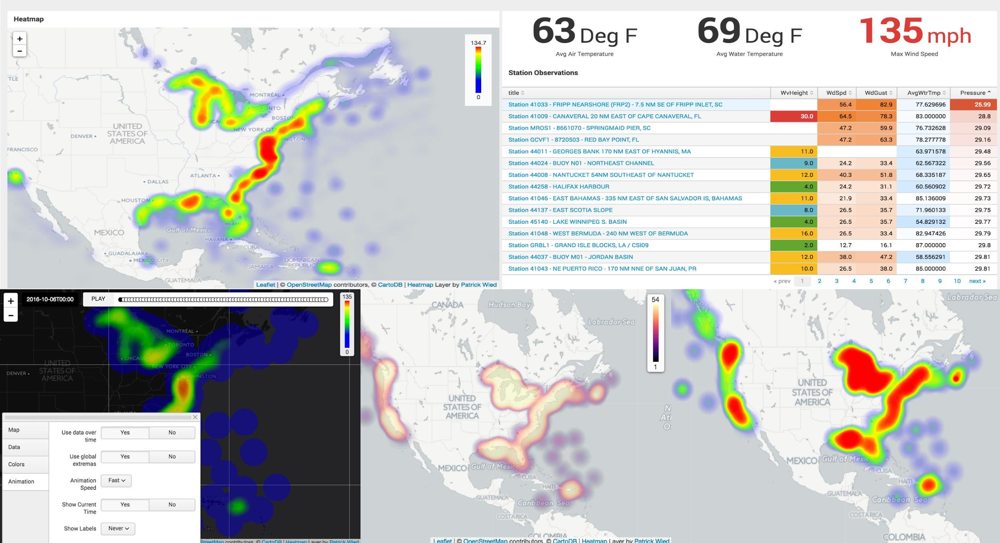 Heatmap
+
−
134.7
0
TLE
MONTRÉAL
TORONTO
BOSTON
NEW YORK CITY
UNITED
STATES OF
AMERICA
DENVER
FRANCISCO
ATLANTA
DALLAS
HOUSTON
MIAMI
MEXICO
Gulf of Mexico
HAVANA
CUBA
GUADALAJARA
MEXICO CITY
JAMAICA
DOMINICAN
REPUBLIC
GUATEMALA
Leaflet | © OpenStreetMap contributors, © CartoDB | Heatmap Layer by Patrick Wied
63 Deg F
Avg Air Temperature
69 Deg F
Avg Water Temperature
135 mph
Max Wind Speed
Station Observations
title WvHeight WdSpd WdGust AvgWtrTmp Pressure
Station 41033 - FRIPP NEARSHORE (FRP2) - 7.5 NM SE OF FRIPP INLET, SC 56.4 82.9 77.629696 25.99
Station 41009 - CANAVERAL 20 NM EAST OF CAPE CANAVERAL, FL 30.0 64.5 78.3 83.000000 28.8
Station MROS1 - 8661070 - SPRINGMAID PIER, SC 47.2 59.9 76.732628 29.09
Station GCVF1 - 8720503 - RED BAY POINT, FL 47.2 63.3 78.277778 29.16
Station 44011 - GEORGES BANK 170 NM EAST OF HYANNIS, MA 11.0 63.971578 29.48
Station 44024 - BUOY N01 - NORTHEAST CHANNEL 9.0 24.2 33.4 62.567322 29.56
Station 44008 - NANTUCKET 54NM SOUTHEAST OF NANTUCKET 12.0 40.3 51.8 68.335187 29.65
Station 44258 - HALIFAX HARBOUR 4.0 24.2 31.1 60.560902 29.72
Station 41046 - EAST BAHAMAS - 335 NM EAST OF SAN SALVADOR IS, BAHAMAS 11.0 21.9 33.4 85.136009 29.73
Station 44137 - EAST SCOTIA SLOPE 8.0 26.5 35.7 71.960133 29.75
Station 45140 - LAKE WINNIPEG S. BASIN 4.0 26.5 35.7 54.829132 29.77
Station 41048 - WEST BERMUDA - 240 NM WEST OF BERMUDA 16.0 26.5 33.4 82.947426 29.79
Station GRBL1 - GRAND ISLE BLOCKS, LA / CSI09 2.0 12.7 16.1 87.000000 29.8
Station 44037 - BUOY M01 - JORDAN BASIN 12.0 38.0 47.2 58.556291 29.81
Station 41043 - NE PUERTO RICO - 170 NM NNE OF SAN JUAN, PR 10.0 26.5 38.0 85.000000 29.81
« prev 1 2 3 4 5 6 7 8 9 10 next »
+
−
2016-10-06T00:00
PLAY
135
0
MONTRÉAL
TORONTO
BOSTON
CHICAGO
NEW YORK CITY
UNITED
STATES OF
AMERICA
DENVER
WASHINGTON,
D.C.
Map
Data
Colors
Animation
Use data over
time
Yes No
Use global
extremas
Yes No
Animation
Speed
Fast
Show Current
Time
Yes No
Show Labels
Never
Sea
StreetMap contributors, © CartoDB | Heatmap Layer by Patrick Wied
54
1
CANADA
Hudson Bay
Labrador Sea
UNITED
STATES OF
AMERICA
N
Atl
O
MEXICO
Gulf of Mexico
CUBA
HAITI
GUATEMALA
Caribbean Sea
COSTA RICA
COLOMBIA
Leaflet | © OpenStreetMap contributors, © CartoDB | Heatmap Layer by Patrick Wied
Labrador Sea
UNITED
STATES OF
AMERICA
MEXICO
Gulf of Mexico
CUBA
HAITI
GUATEMALA
Caribbean Sea
COSTA RICA
COLOMBIA